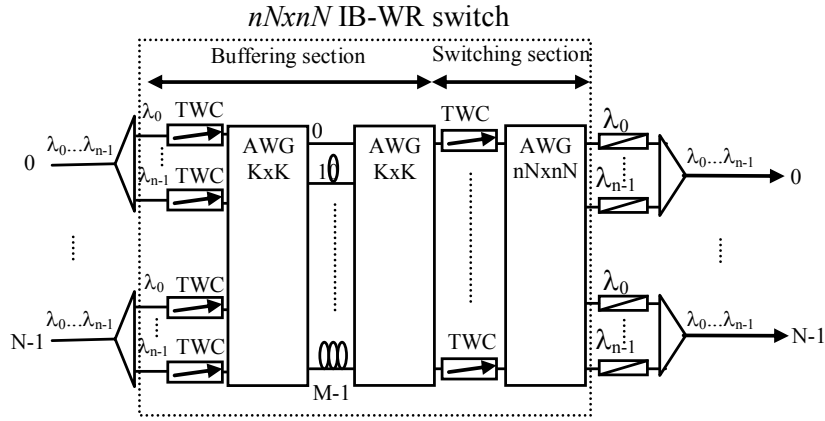 nNxnN IB-WR switch
Buffering section
Switching section
λ0 TWC
TWC
λ0
λ0...λn-1
0
AWG
KxK
0
1
AWG
KxK
AWG
nNxnN
λ0...λn-1
0
λn-1 TWC
λn-1
λ0 TWC
λ0
λ0...λn-1
N-1
λn-1 TWC
M-1
TWC
λn-1
λ0...λn-1
N-1